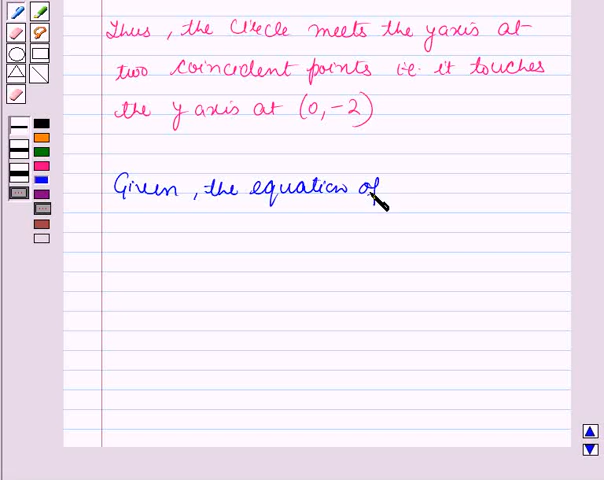 Thus, the Circle meets the y axis at
two coincident points i.e. it touches
the y axis at (0, -2)
Given, the equation of